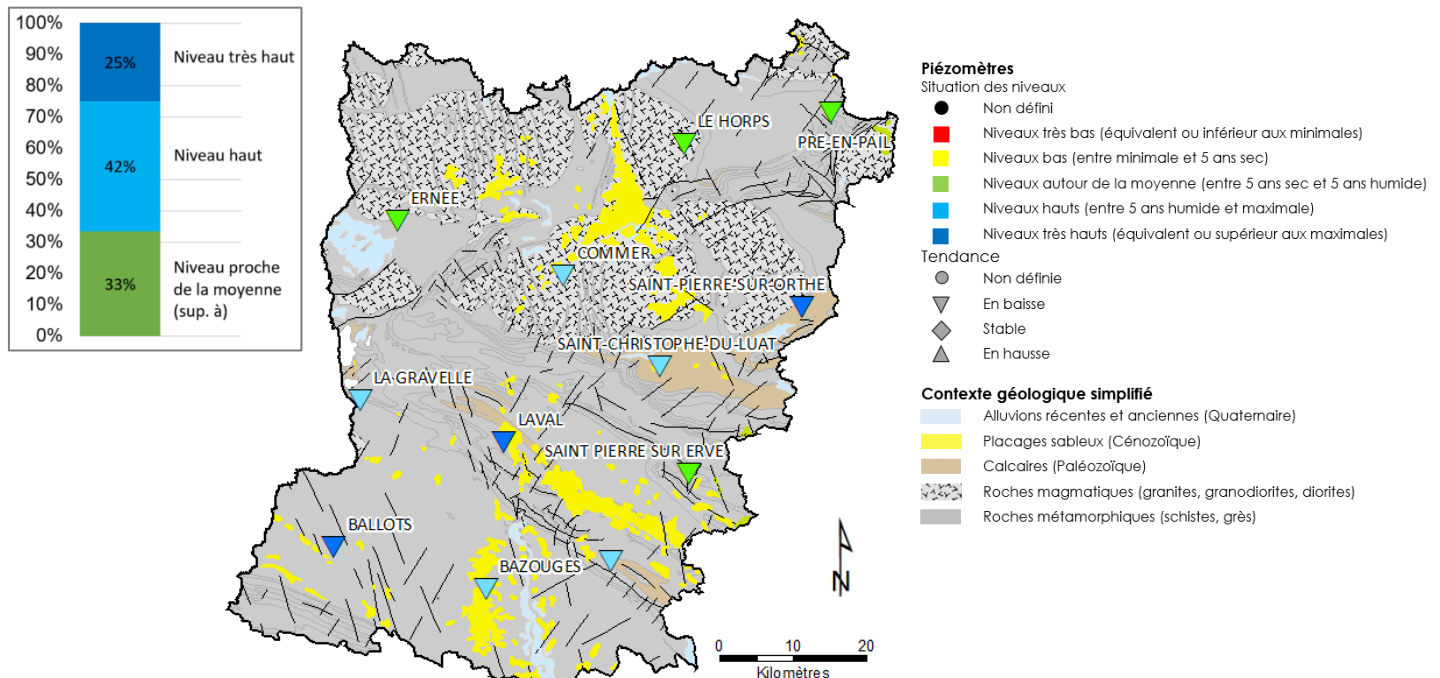 100%
90%
80%
70%
60%
50%
40%
30%
20%
10%
0%
25%
42%
33%
Niveau très haut
Niveau haut
Niveau proche
de la moyenne
(sup. à)
LE HORPS
PRE-EN-PAIL
ERNEE
COMMER
SAINT-PIERRE-SUR-ORTHE
SAINT-CHRISTOPHE-DU-LUAT
LA GRAVELLE
LAVAL
SAINT PIERRE SUR ERVE
BALLOTS
BAZOUGES
N
0 10 20
Kilomètres
Piézomètres
Situation des niveaux
Non défini
Niveaux très bas (équivalent ou inférieur aux minimales)
Niveaux bas (entre minimale et 5 ans sec)
Niveaux autour de la moyenne (entre 5 ans sec et 5 ans humide)
Niveaux hauts (entre 5 ans humide et maximale)
Niveaux très hauts (équivalent ou supérieur aux maximales)
Tendance
Non définie
En baisse
Stable
En hausse
Contexte géologique simplifié
Alluvions récentes et anciennes (Quaternaire)
Placages sableux (Cénozoïque)
Calcaires (Paléozoïque)
Roches magmatiques (granites, granodiorites, diorites)
Roches métamorphiques (schistes, grès)